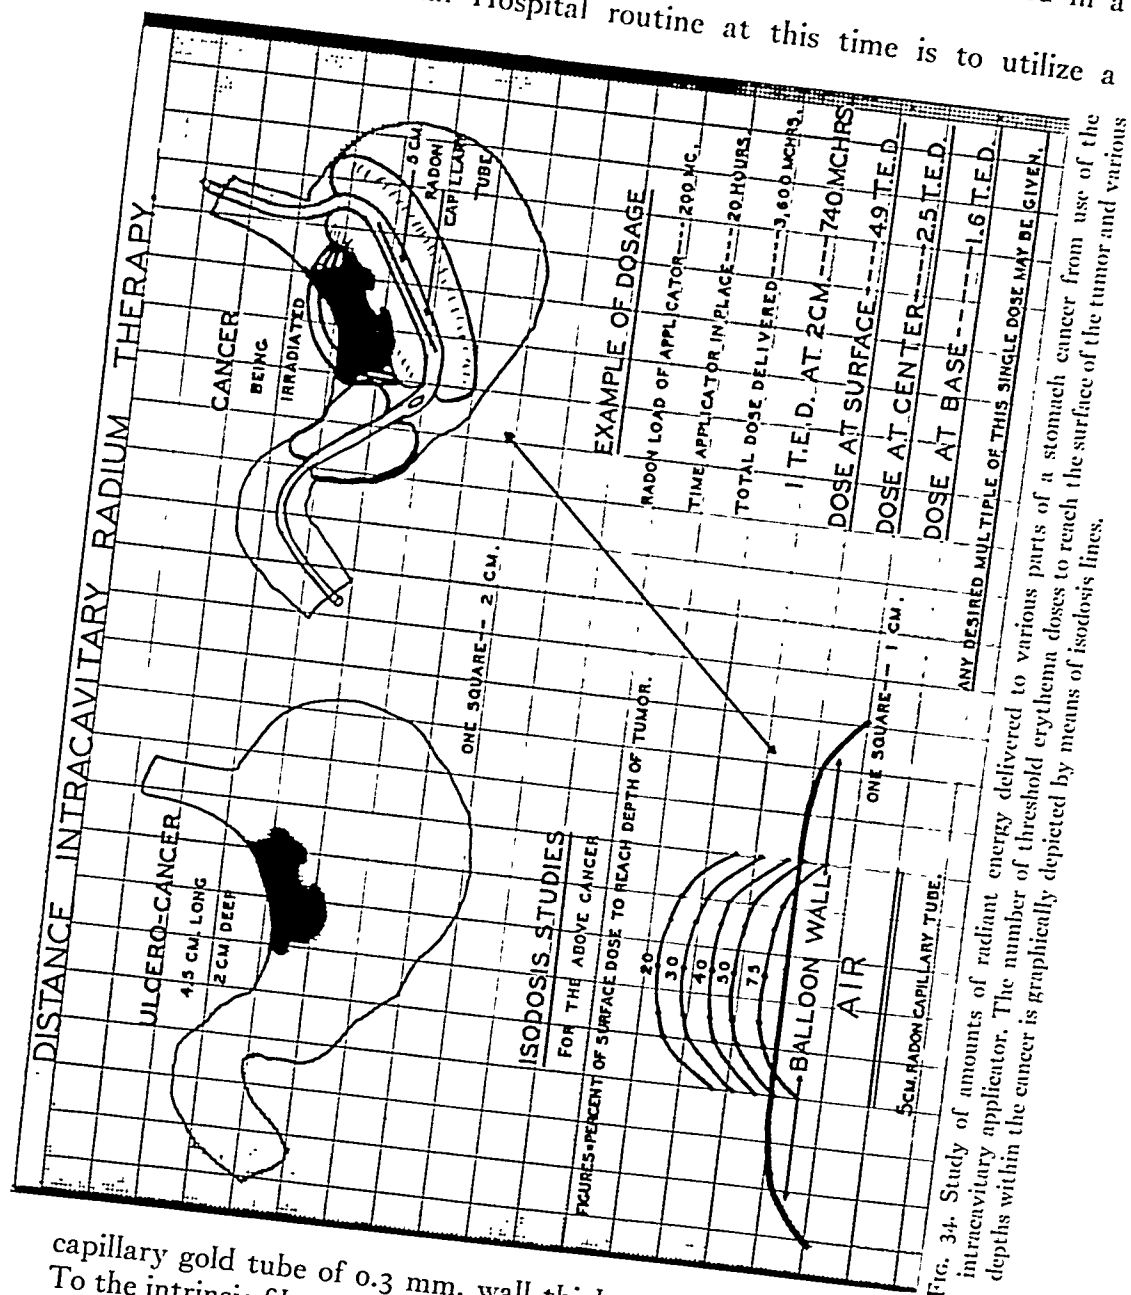 Hospital routine at this time is to utilize a
DISTANCE INTRACAVITARY RADIUM THERAPY.
ULCERO-CANCER
4.5 CM. LONG
2 CM. DEEP
CANCER
BEING
IRRADIATED
5 CM.
RADON
CAPILLARY
TUBE
ONE SQUARE--- 2 CM.
ISODOSIS STUDIES
FOR THE ABOVE CANCER
FIGURES=PERCENT OF SURFACE DOSE TO REACH DEPTH OF TUMOR.
20
30
40
50
75
BALLOON WALL
AIR
5CM. RADON CAPILLARY TUBE.
ONE SQUARE--- 1 CM.
EXAMPLE OF DOSAGE
RADON LOAD OF APPLICATOR---200 MC.
TIME APPLICATOR IN PLACE---20 HOURS.
TOTAL DOSE DELIVERED----3,600 MCHRS.
1 T.E.D. AT 2CM.---740 MCHRS.
DOSE AT SURFACE----4.9 T.E.D.
DOSE AT CENTER----2.5 T.E.D.
DOSE AT BASE------1.6 T.E.D.
ANY DESIRED MULTIPLE OF THIS SINGLE DOSE MAY BE GIVEN.
FIG. 34. Study of amounts of radiant energy delivered to various parts of a stomach cancer from use of the
intracavitary applicator. The number of threshold erythema doses to reach the surface of the tumor and various
depths within the cancer is graphically depicted by means of isodosis lines.
capillary gold tube of 0.3 mm. wall
To the